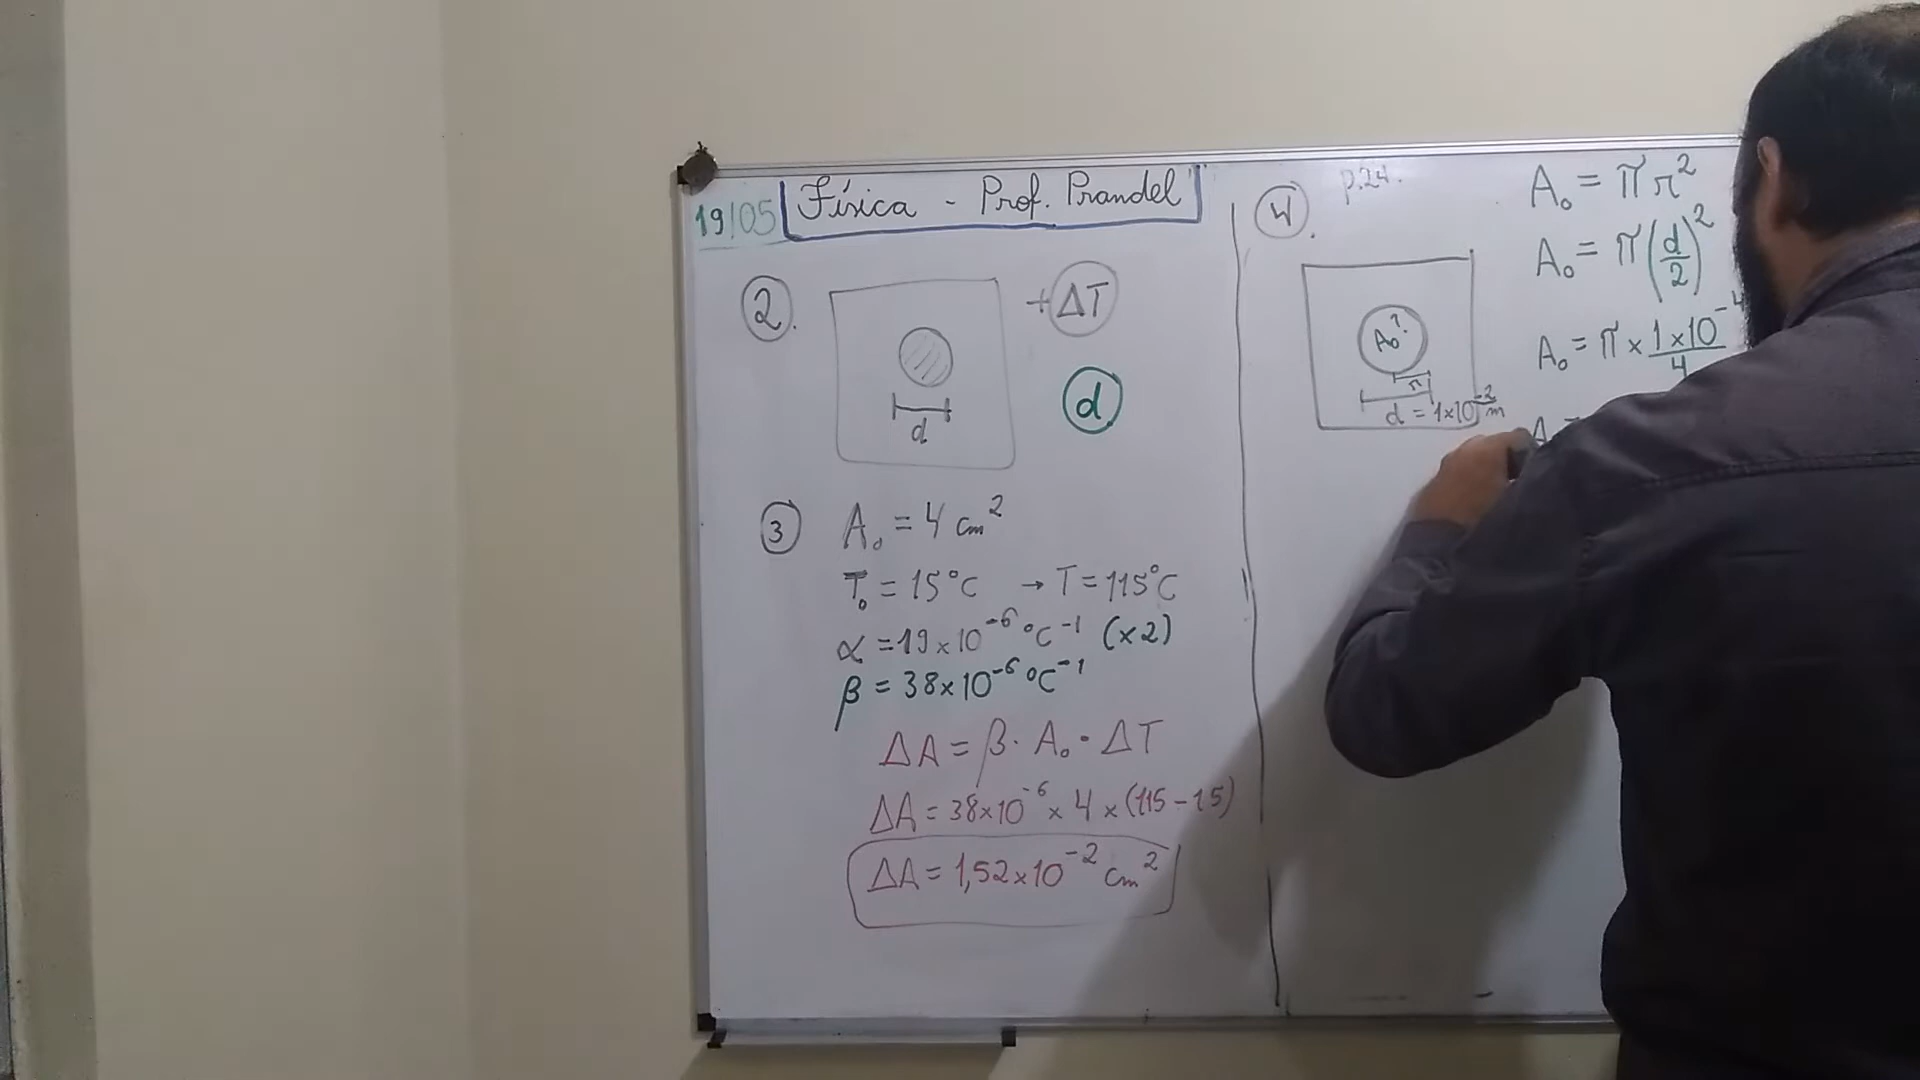 19/05 Física - Prof. Prandel
2. +ΔT
d
d
3 A₀ = 4 cm²
T₀ = 15°C → T = 115°C
α = 19×10⁻⁶ °C⁻¹ (×2)
β = 38×10⁻⁶ °C⁻¹
ΔA = β · A₀ · ΔT
ΔA = 38×10⁻⁶ × 4 × (115 - 15)
ΔA = 1,52×10⁻² cm²
4. p.24.
A₀?
r
d = 1×10⁻² m
A₀ = π r²
A₀ = π (d/2)²
A₀ = π × 1×10⁻⁴/4
A